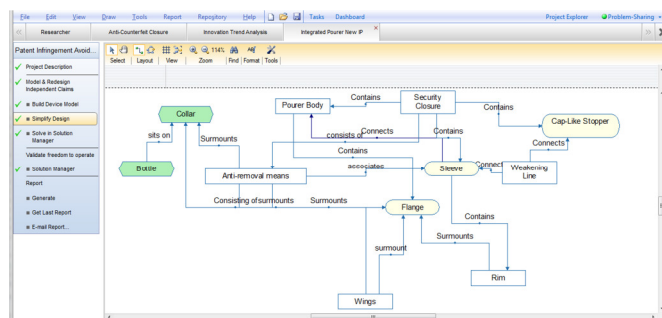 File Edit View Draw Tools Report Repository Help Tasks Dashboard Project Explorer Problem-Sharing
Researcher Anti-Counterfeit Closure Innovation Trend Analysis Integrated Pourer New IP
Patent Infringement Avoid...
114%
Select Layout View Zoom Find Format Tools
Project Description
Model & Redesign
Independent Claims
Build Device Model
Simplify Design
Solve in Solution
Manager
Validate freedom to operate
Solution Manager
Report
Generate
Get Last Report
E-mail Report...
Security
Closure
Contains
Pourer Body
Contains
Collar
Cap-Like Stopper
sits on
Surmounts
consists of
Connects
Contains
Connects
Contains
Bottle
associates
Sleeve
Connect
Weakening
Line
Anti-removal means
Consisting of
surmounts
Surmounts
Flange
Contains
Surmounts
surmount
Rim
Wings